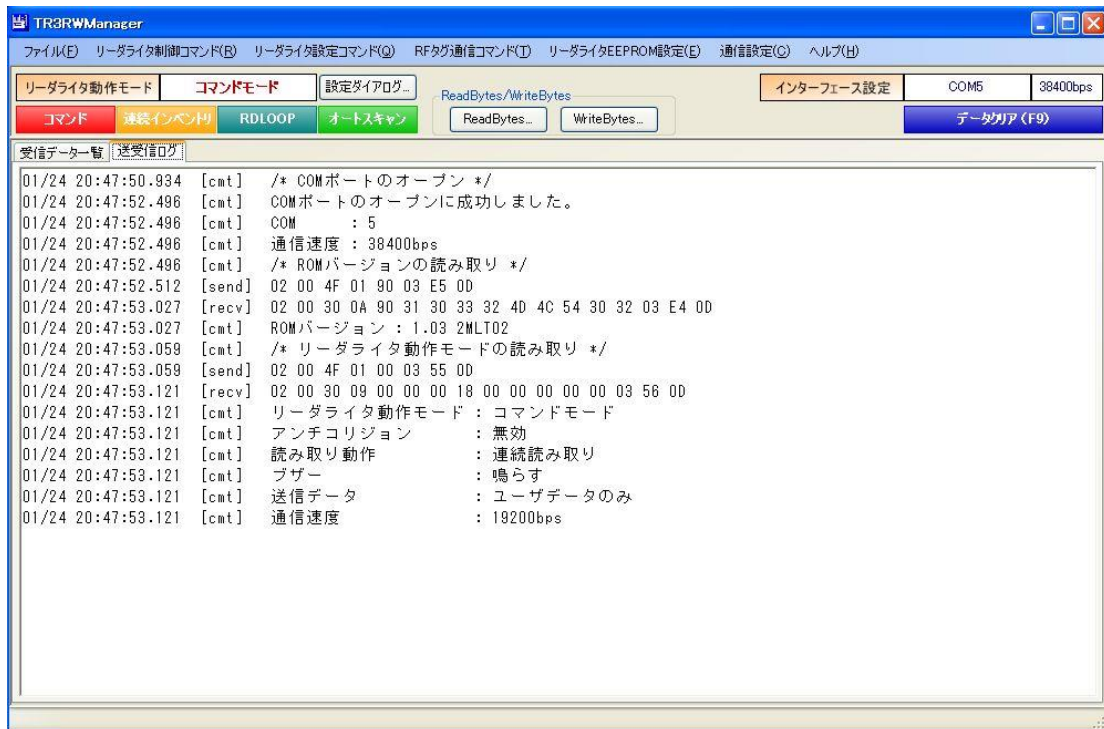 TR3RWManager
ファイル(F) リーダライタ制御コマンド(R) リーダライタ設定コマンド(Q) RFタグ通信コマンド(T) リーダライタEEPROM設定(E) 通信設定(C) ヘルプ(H)
リーダライタ動作モード コマンドモード 設定ダイアログ... ReadBytes/WriteBytes インターフェース設定 COM5 38400bps
コマンド 連続インベントリ RDLOOP オートスキャン ReadBytes... WriteBytes... データクリア(F9)
受信データ一覧 送受信ログ
01/24 20:47:50.934 [cmt] /* COMポートのオープン */
01/24 20:47:52.496 [cmt] COMポートのオープンに成功しました。
01/24 20:47:52.496 [cmt] COM : 5
01/24 20:47:52.496 [cmt] 通信速度 : 38400bps
01/24 20:47:52.496 [cmt] /* ROMバージョンの読み取り */
01/24 20:47:52.512 [send] 02 00 4F 01 90 03 E5 0D
01/24 20:47:53.027 [recv] 02 00 30 0A 90 31 30 33 32 4D 4C 54 30 32 03 E4 0D
01/24 20:47:53.027 [cmt] ROMバージョン : 1.03 2MLT02
01/24 20:47:53.059 [cmt] /* リーダライタ動作モードの読み取り */
01/24 20:47:53.059 [send] 02 00 4F 01 00 03 55 0D
01/24 20:47:53.121 [recv] 02 00 30 09 00 00 00 18 00 00 00 00 00 03 56 0D
01/24 20:47:53.121 [cmt] リーダライタ動作モード : コマンドモード
01/24 20:47:53.121 [cmt] アンチコリジョン : 無効
01/24 20:47:53.121 [cmt] 読み取り動作 : 連続読み取り
01/24 20:47:53.121 [cmt] ブザー : 鳴らす
01/24 20:47:53.121 [cmt] 送信データ : ユーザデータのみ
01/24 20:47:53.121 [cmt] 通信速度 : 19200bps